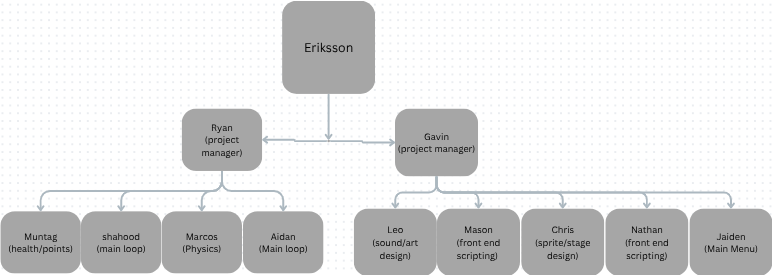 Eriksson
Ryan
(project
manager)
Gavin
(project manager)
Muntag
(health/points)
shahood
(main loop)
Marcos
(Physics)
Aidan
(Main loop)
Leo
(sound/art
design)
Mason
(front end
scripting)
Chris
(sprite/stage
design)
Nathan
(front end
scripting)
Jaiden
(Main Menu)